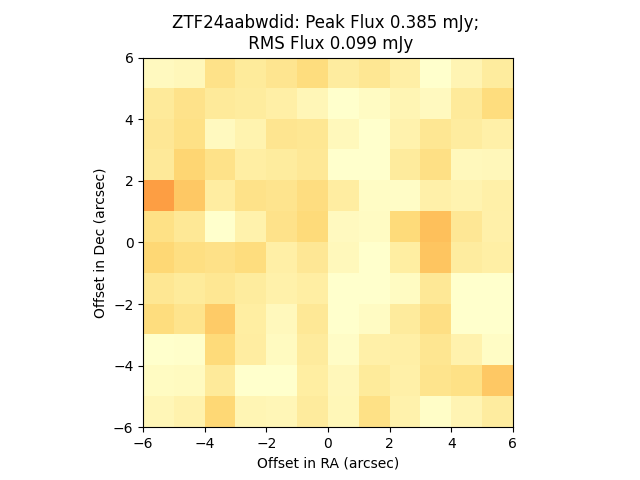 ZTF24aabwdid: Peak Flux 0.385 mJy;
RMS Flux 0.099 mJy
6
4
2
0
−2
−4
−6
Offset in Dec (arcsec)
−6 −4 −2 0 2 4 6
Offset in RA (arcsec)